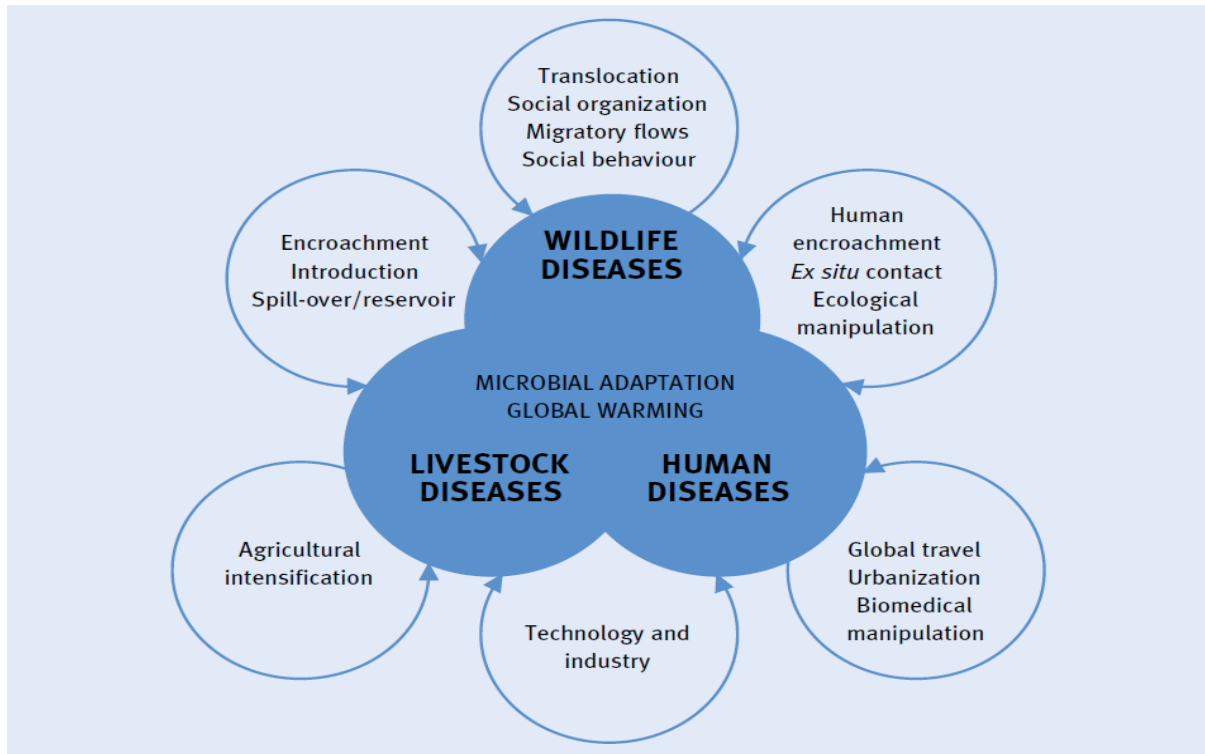 Translocation
Social organization
Migratory flows
Social behaviour
Encroachment
Introduction
Spill-over/reservoir
WILDLIFE
DISEASES
Human
encroachment
Ex situ contact
Ecological
manipulation
MICROBIAL ADAPTATION
GLOBAL WARMING
LIVESTOCK
DISEASES
HUMAN
DISEASES
Agricultural
intensification
Technology and
industry
Global travel
Urbanization
Biomedical
manipulation